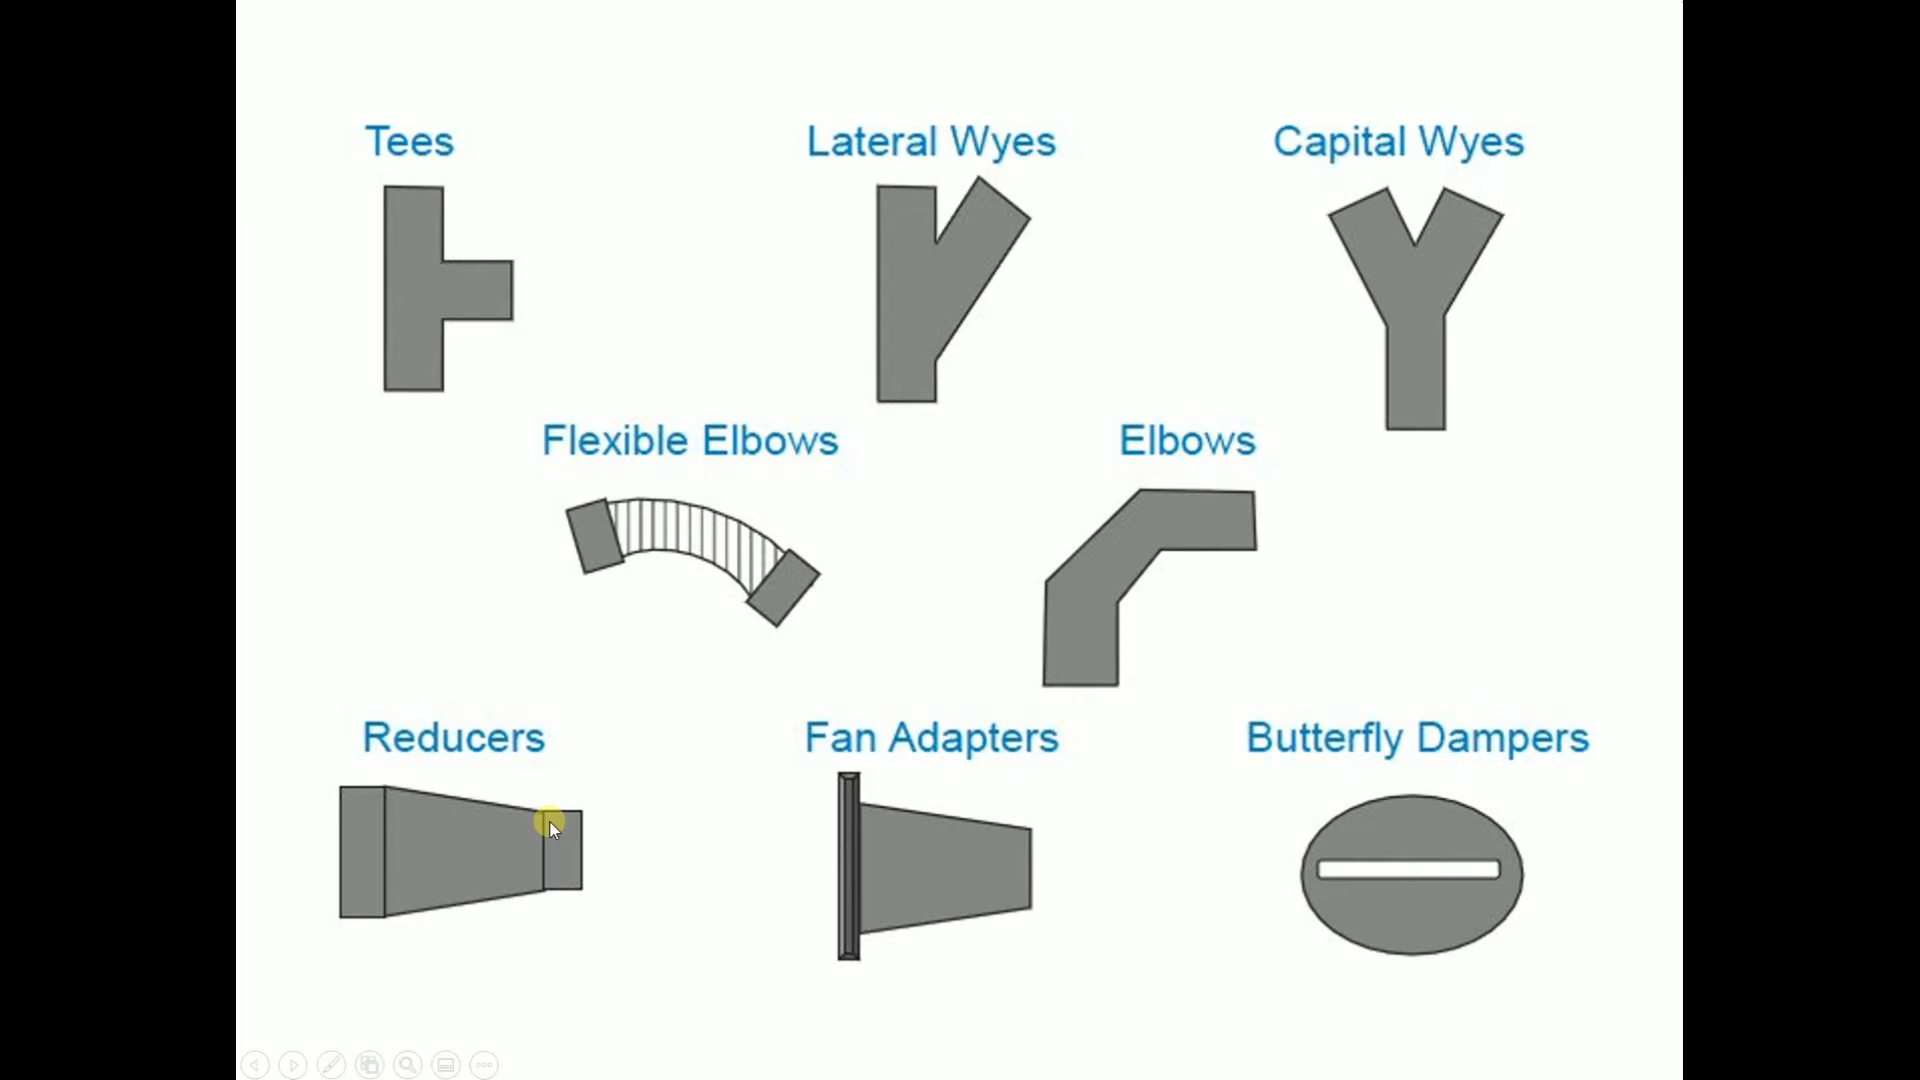 Tees
Lateral Wyes
Capital Wyes
Flexible Elbows
Elbows
Reducers
Fan Adapters
Butterfly Dampers